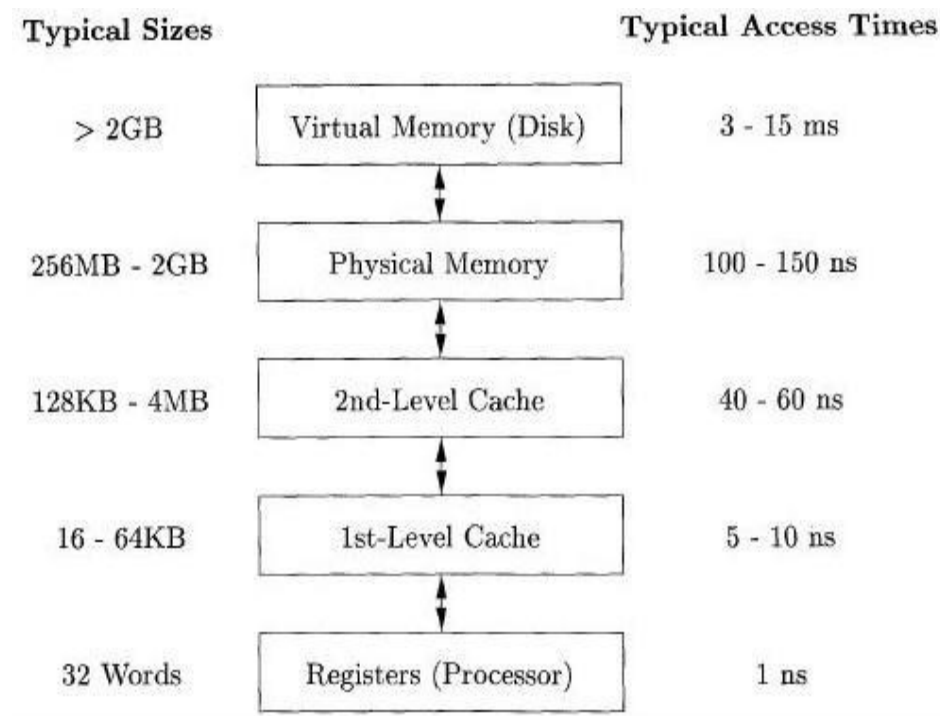 Typical Sizes Typical Access Times
> 2GB Virtual Memory (Disk) 3 - 15 ms
256MB - 2GB Physical Memory 100 - 150 ns
128KB - 4MB 2nd-Level Cache 40 - 60 ns
16 - 64KB 1st-Level Cache 5 - 10 ns
32 Words Registers (Processor) 1 ns